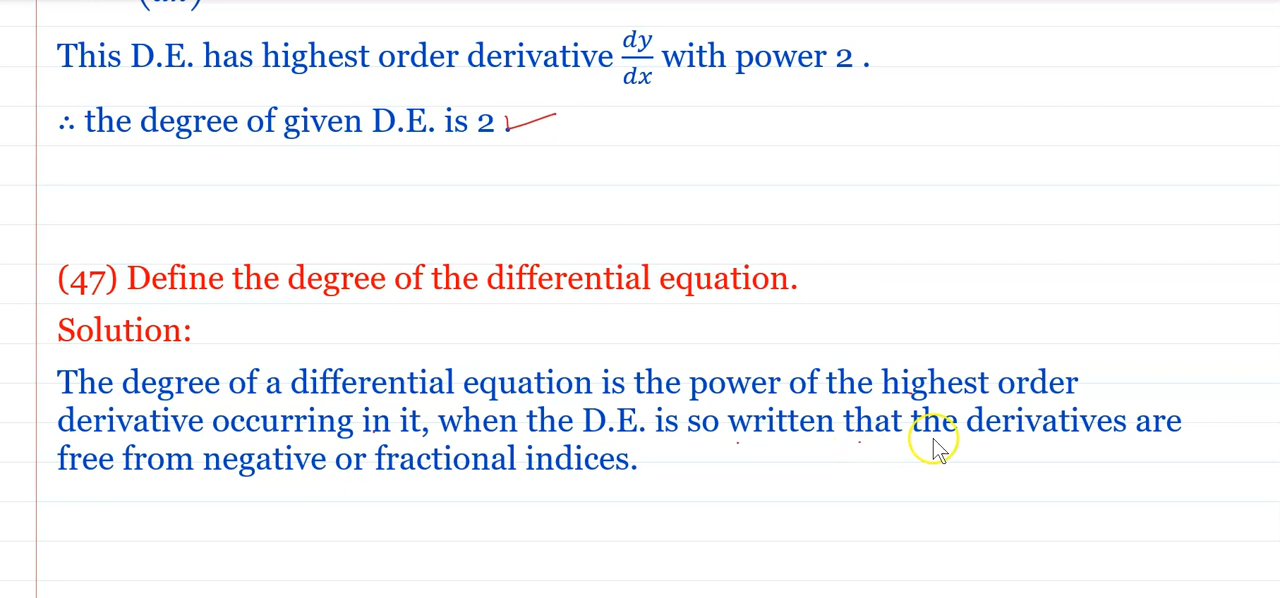 This D.E. has highest order derivative dy/dx with power 2 .
∴ the degree of given D.E. is 2 .
(47) Define the degree of the differential equation.
Solution:
The degree of a differential equation is the power of the highest order
derivative occurring in it, when the D.E. is so written that the derivatives are
free from negative or fractional indices.